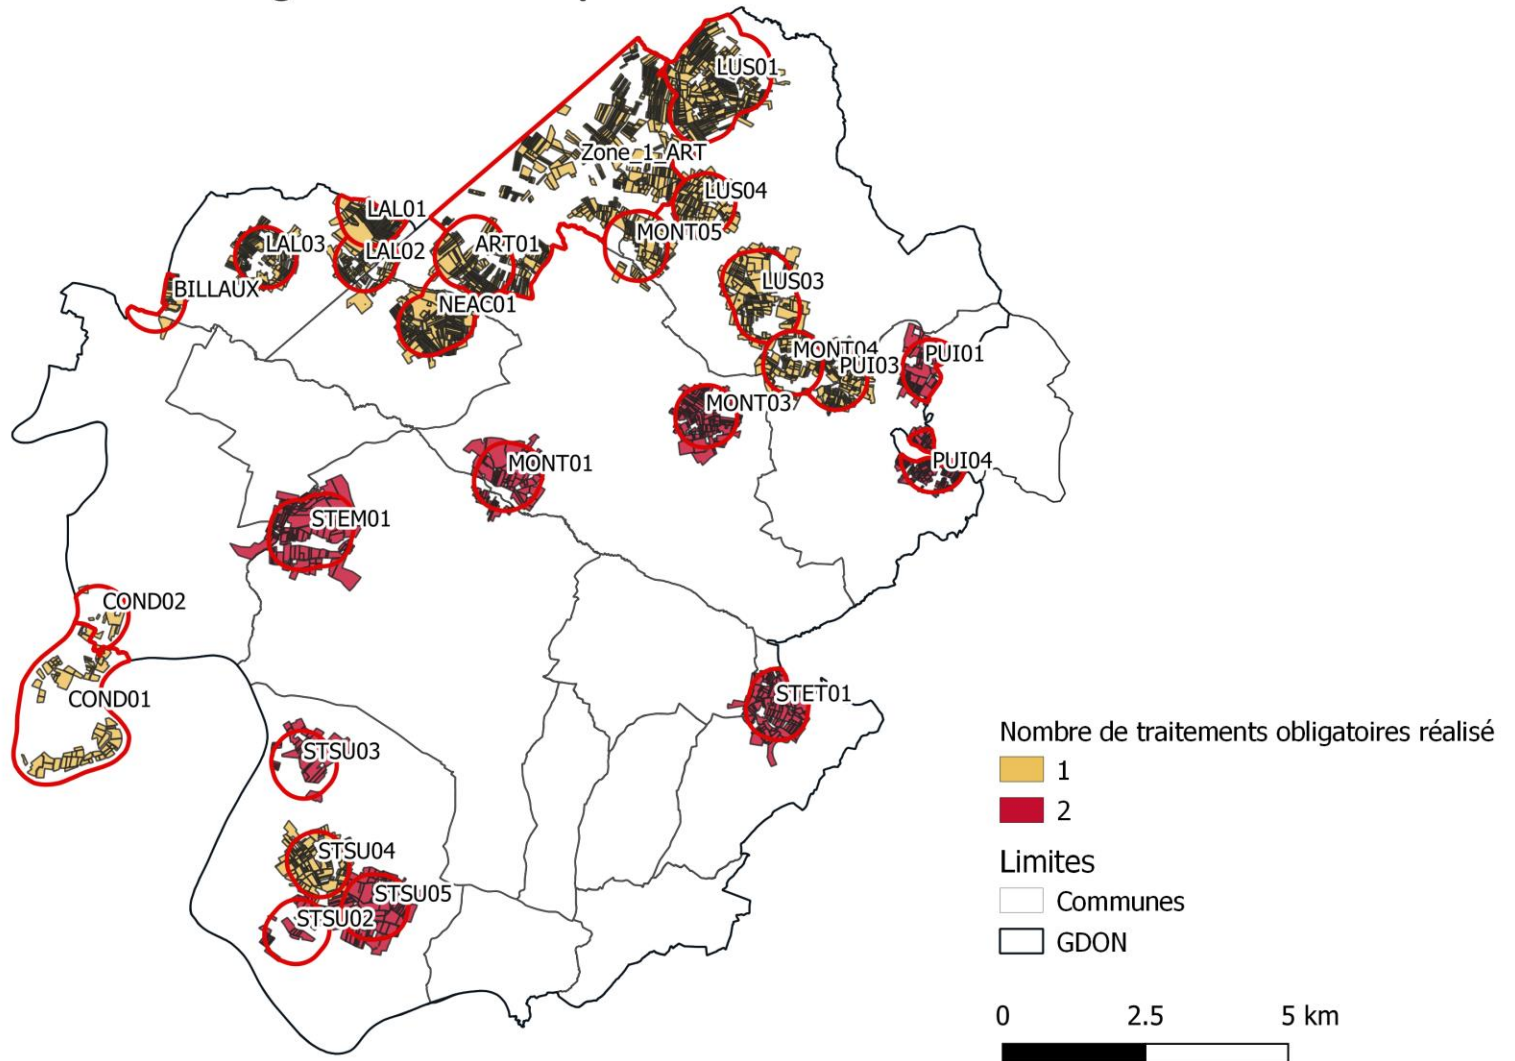 LUS01
Zone_1_ART
LUS04
LAL01
MONT05
LAL03
LAL02
ART01
LUS03
BILLAUX
NEAC01
MONT04
PUI03
PUI01
MONT03
PUI04
MONT01
STEM01
COND02
COND01
STET01
STSU03
STSU04
STSU05
STSU02
Nombre de traitements obligatoires réalisé
1
2
Limites
Communes
GDON
0 2.5 5 km